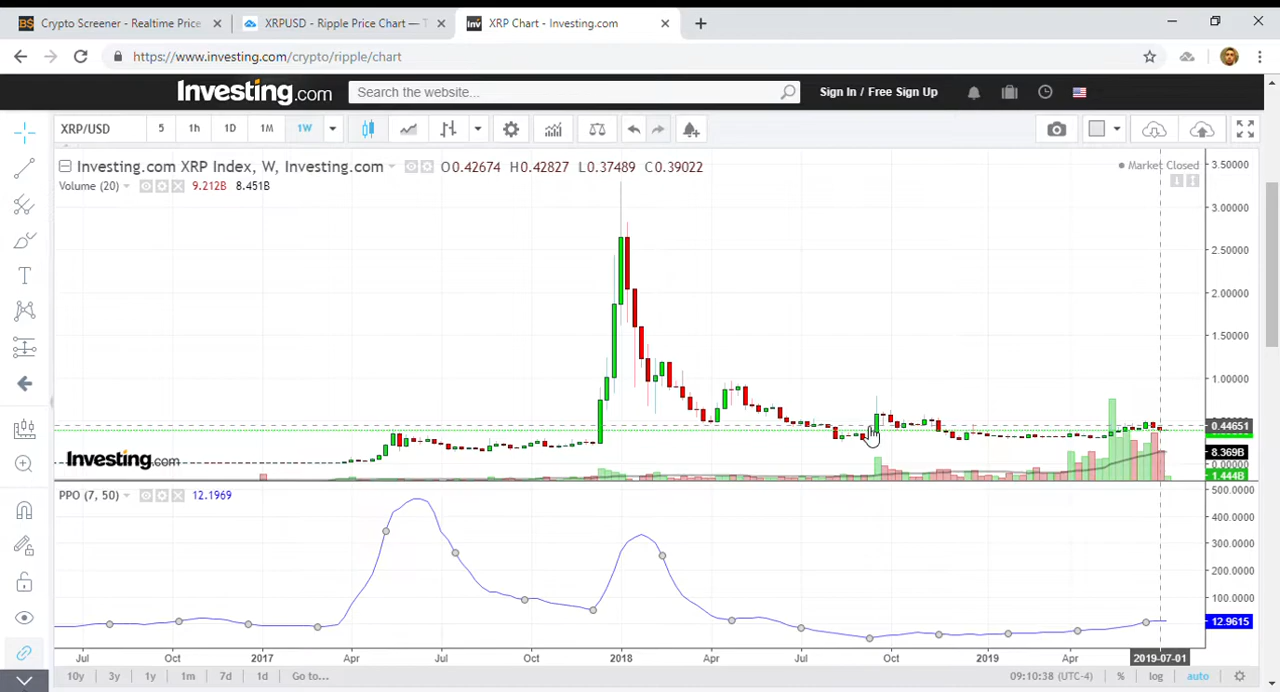 Crypto Screener - Realtime Price
XRPUSD - Ripple Price Chart — T
XRP Chart - Investing.com
https://www.investing.com/crypto/ripple/chart
Investing.com
Search the website...
Sign In / Free Sign Up
XRP/USD 5 1h 1D 1M 1W
Investing.com XRP Index, W, Investing.com O0.42674 H0.42827 L0.37489 C0.39022
Market Closed
Volume (20) 9.212B 8.451B
3.50000
3.00000
2.50000
2.00000
1.50000
1.00000
0.44651
8.369B
0.00000
1.444B
Investing.com
PPO (7, 50) 12.1969
500.0000
400.0000
300.0000
200.0000
100.0000
12.9615
Jul Oct 2017 Apr Jul Oct 2018 Apr Jul Oct 2019 Apr 2019-07-01
10y 3y 1y 1m 7d 1d Go to... 09:10:38 (UTC-4) % log auto